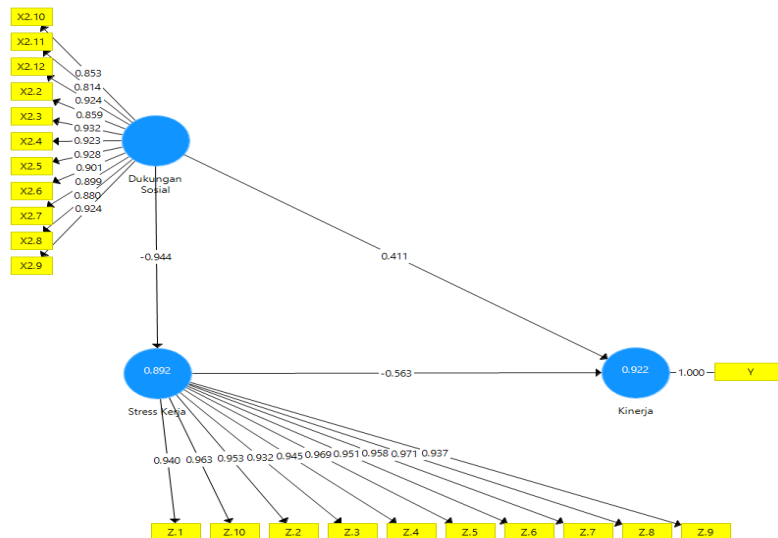 X2.10
X2.11
X2.12
X2.2
X2.3
X2.4
X2.5
X2.6
X2.7
X2.8
X2.9
0.853
0.814
0.924
0.859
0.932
0.923
0.928
0.901
0.899
0.880
0.924
Dukungan
Sosial
-0.944
0.411
0.892
Stress Kerja
-0.563
0.922
Kinerja
1.000
Y
0.940
0.963
0.953
0.932
0.945
0.969
0.951
0.958
0.971
0.937
Z.1
Z.10
Z.2
Z.3
Z.4
Z.5
Z.6
Z.7
Z.8
Z.9